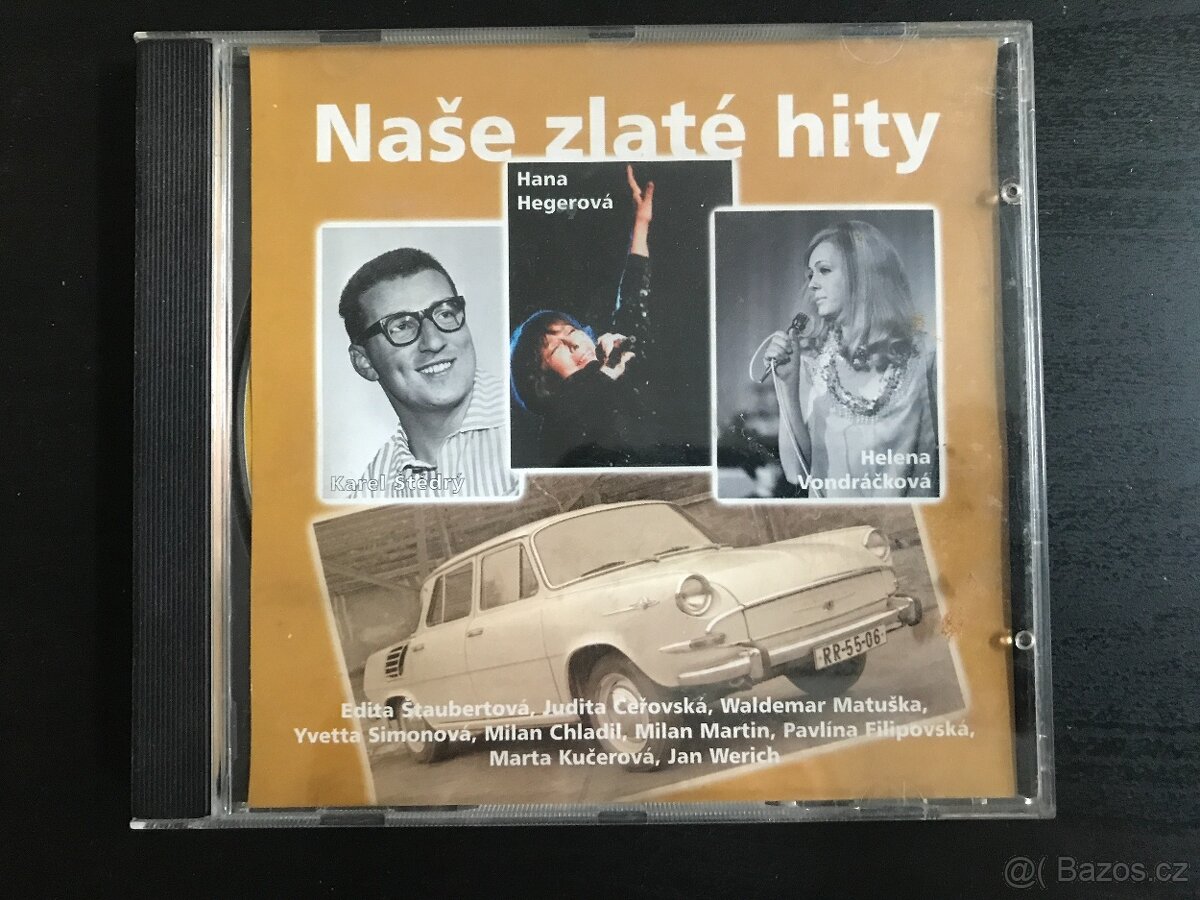 Naše zlaté hity
Hana
Hegerová
Karel Štědrý
Helena
Vondráčková
RR-55-06
Edita Štaubertová, Judita Čeřovská, Waldemar Matuška,
Yvetta Simonová, Milan Chladil, Milan Martin, Pavlína Filipovská,
Marta Kučerová, Jan Werich
@( Bazos.cz